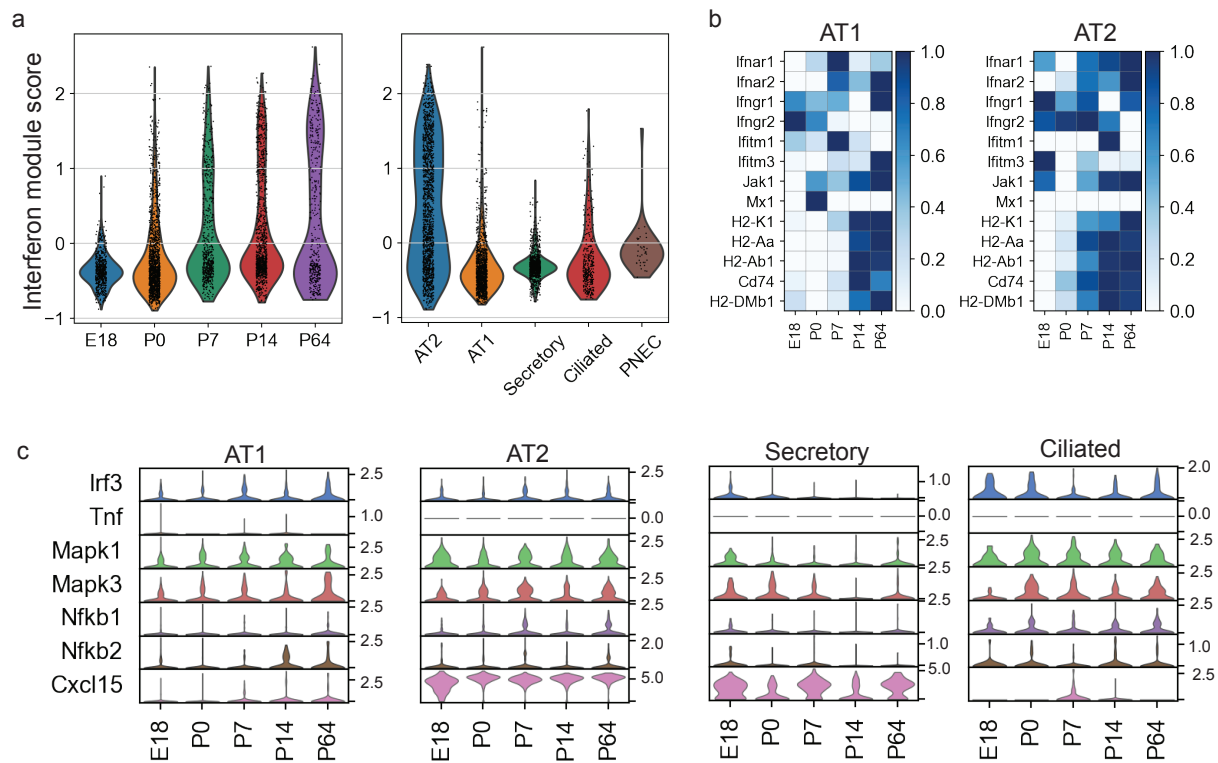 a
Interferon module score
2
1
0
−1
E18 P0 P7 P14 P64
2
1
0
−1
AT2 AT1 Secretory Ciliated PNEC
b
AT1
Ifnar1
Ifnar2
Ifngr1
Ifngr2
Ifitm1
Ifitm3
Jak1
Mx1
H2-K1
H2-Aa
H2-Ab1
Cd74
H2-DMb1
E18 P0 P7 P14 P64
1.0
0.8
0.6
0.4
0.2
0.0
AT2
Ifnar1
Ifnar2
Ifngr1
Ifngr2
Ifitm1
Ifitm3
Jak1
Mx1
H2-K1
H2-Aa
H2-Ab1
Cd74
H2-DMb1
E18 P0 P7 P14 P64
1.0
0.8
0.6
0.4
0.2
0.0
c
Irf3
Tnf
Mapk1
Mapk3
Nfkb1
Nfkb2
Cxcl15
AT1
2.5
1.0
2.5
2.5
2.5
2.5
2.5
E18 P0 P7 P14 P64
AT2
2.5
0.0
2.5
2.5
2.5
2.0
5.0
E18 P0 P7 P14 P64
Secretory
1.0
0.0
2.5
2.5
2.5
1.0
5.0
E18 P0 P7 P14 P64
Ciliated
2.0
0.0
2.5
2.5
2.5
1.0
2.5
E18 P0 P7 P14 P64